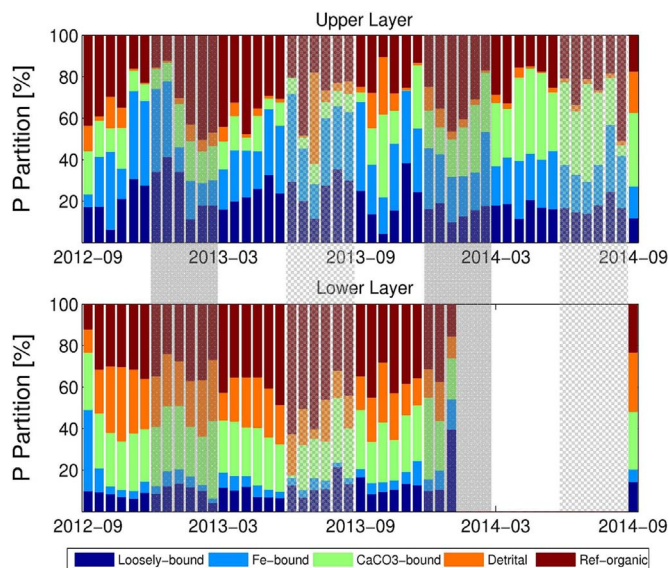 Upper Layer
P Partition [%]
100
80
60
40
20
2012-09
2013-03
2013-09
2014-03
2014-09
Lower Layer
P Partition [%]
100
80
60
40
20
2012-09
2013-03
2013-09
2014-03
2014-09
Loosely-bound
Fe-bound
CaCO3-bound
Detrital
Ref-organic